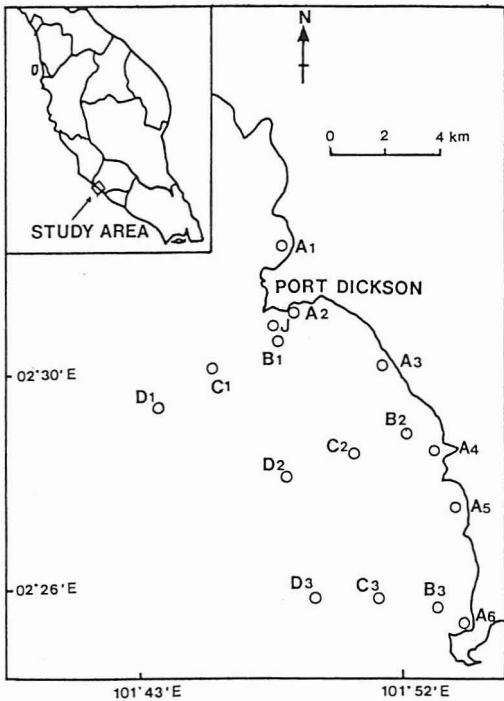 N
0 2 4 km
STUDY AREA
A1
PORT DICKSON
A2
J
B1
A3
02°30'E
C1
D1
B2
A4
C2
D2
A5
02°26'E
D3
C3
B3
A6
101°43'E
101°52'E